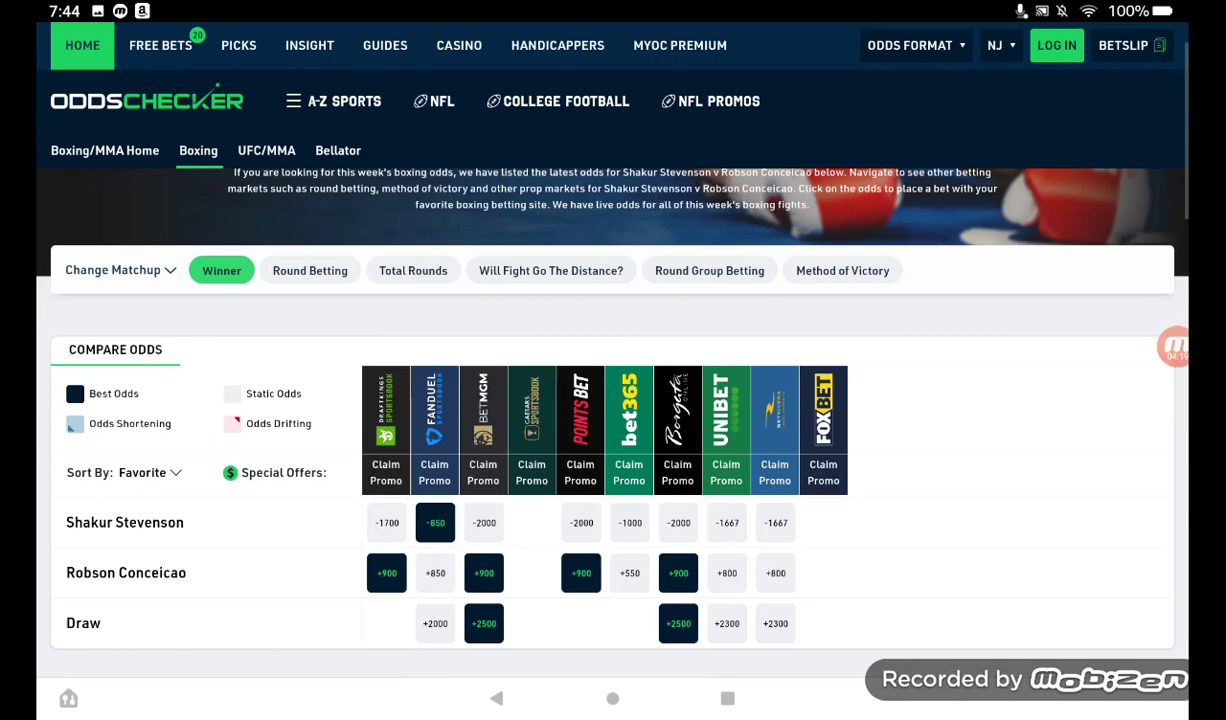 7:44
100%
HOME FREE BETS 20 PICKS INSIGHT GUIDES CASINO HANDICAPPERS MYOC PREMIUM ODDS FORMAT NJ LOG IN BETSLIP
ODDSCHECKER A-Z SPORTS NFL COLLEGE FOOTBALL NFL PROMOS
Boxing/MMA Home Boxing UFC/MMA Bellator
If you are looking for this week's boxing odds, we have listed the latest odds for Shakur Stevenson v Robson Conceicao below. Navigate to see other betting
markets such as round betting, method of victory and other prop markets for Shakur Stevenson v Robson Conceicao. Click on the odds to place a bet with your
favorite boxing betting site. We have live odds for all of this week's boxing fights.
Change Matchup Winner Round Betting Total Rounds Will Fight Go The Distance? Round Group Betting Method of Victory
04:19
COMPARE ODDS
Best Odds Static Odds
Odds Shortening Odds Drifting
DRAFTKINGS SPORTSBOOK
FANDUEL SPORTSBOOK
BETMGM
CAESARS SPORTSBOOK
POINTSBET
bet365
Borgata ONLINE
UNIBET
FOXBET
Sort By: Favorite $ Special Offers:
Claim Claim Claim Claim Claim Claim Claim Claim Claim Claim
Promo Promo Promo Promo Promo Promo Promo Promo Promo Promo
Shakur Stevenson -1700 -850 -2000 -2000 -1000 -2000 -1667 -1667
Robson Conceicao +900 +850 +900 +900 +550 +900 +800 +800
Draw +2000 +2500 +2500 +2300 +2300
Recorded by mobizen